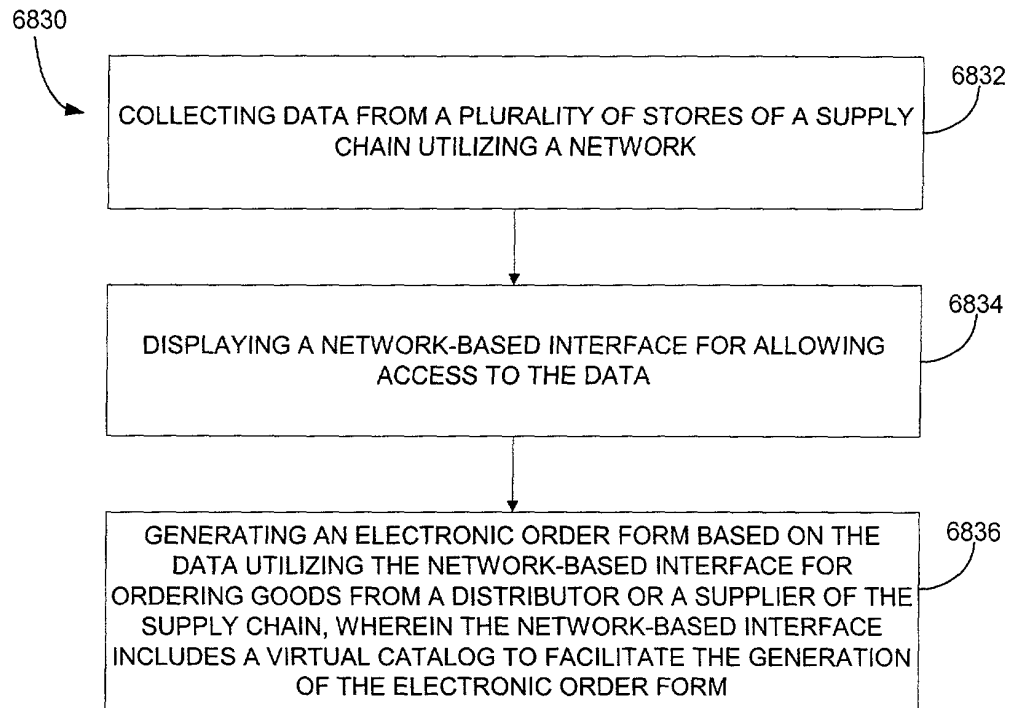 6830
6832
COLLECTING DATA FROM A PLURALITY OF STORES OF A SUPPLY
CHAIN UTILIZING A NETWORK
6834
DISPLAYING A NETWORK-BASED INTERFACE FOR ALLOWING
ACCESS TO THE DATA
6836
GENERATING AN ELECTRONIC ORDER FORM BASED ON THE
DATA UTILIZING THE NETWORK-BASED INTERFACE FOR
ORDERING GOODS FROM A DISTRIBUTOR OR A SUPPLIER OF THE
SUPPLY CHAIN, WHEREIN THE NETWORK-BASED INTERFACE
INCLUDES A VIRTUAL CATALOG TO FACILITATE THE GENERATION
OF THE ELECTRONIC ORDER FORM